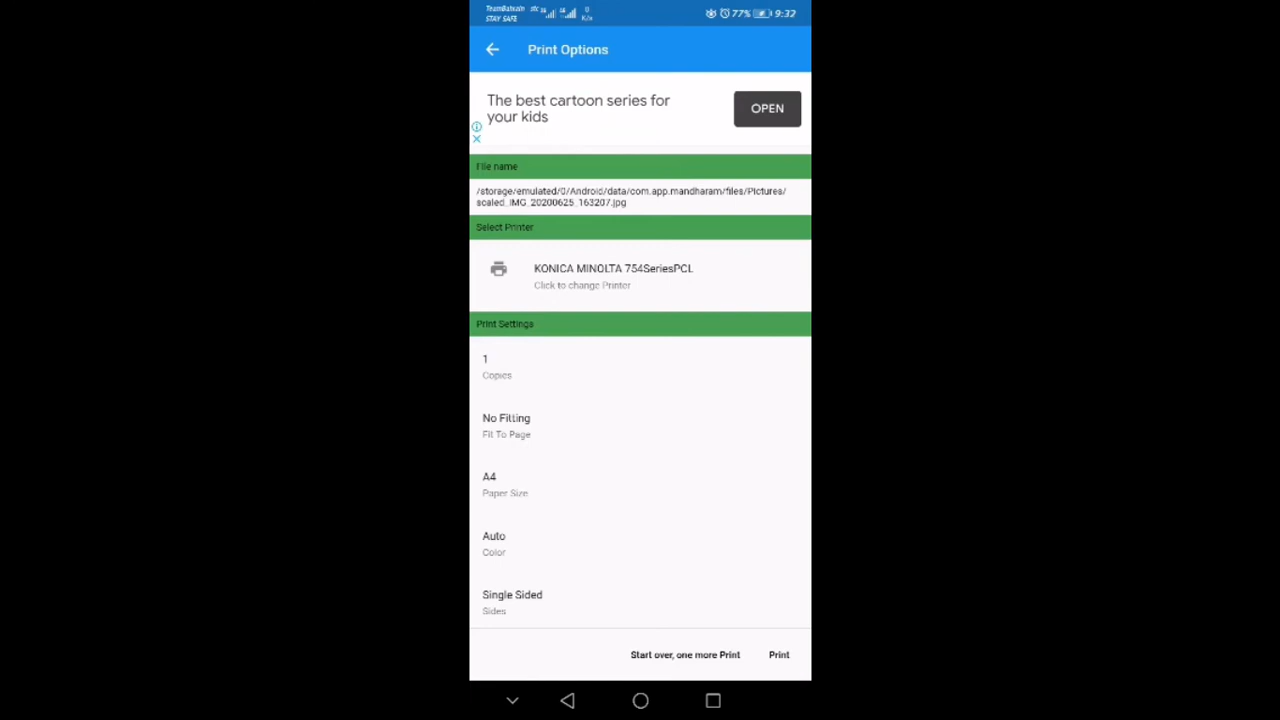 TeamBahrain stc
STAY SAFE
0
K/s
77% 9:32
Print Options
The best cartoon series for
your kids
OPEN
File name
/storage/emulated/0/Android/data/com.app.mandharam/files/Pictures/
scaled_IMG_20200625_163207.jpg
Select Printer
KONICA MINOLTA 754SeriesPCL
Click to change Printer
Print Settings
1
Copies
No Fitting
Fit To Page
A4
Paper Size
Auto
Color
Single Sided
Sides
Start over, one more Print Print